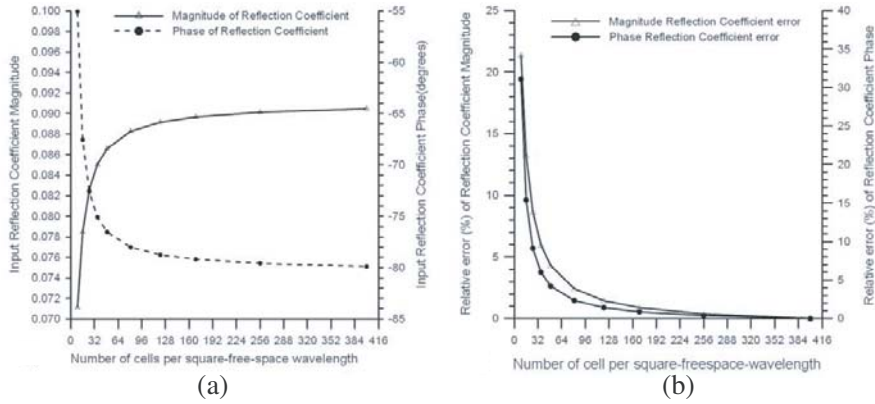 Magnitude of Reflection Coefficient
Phase of Reflection Coefficient
Input Reflection Coefficient Magnitude
0.100
0.098
0.096
0.094
0.092
0.090
0.088
0.086
0.084
0.082
0.080
0.078
0.076
0.074
0.072
0.070
-55
-60
-65
-70
-75
-80
-85
Input Reflection Coefficient Phase(degrees)
0 32 64 96 128 160 192 224 256 288 320 352 384 416
Number of cells per square-free-space wavelength
(a)
Magnitude Reflection Coefficient error
Phase Reflection Coefficient error
Relative error (%) of Reflection Coefficient Magnitude
25
20
15
10
5
0
40
35
30
25
20
15
10
5
0
Relative error (%) of Reflection Coefficient Phase
0 32 64 96 128 160 192 224 256 288 320 352 384 416
Number of cell per square-freespace-wavelength
(b)